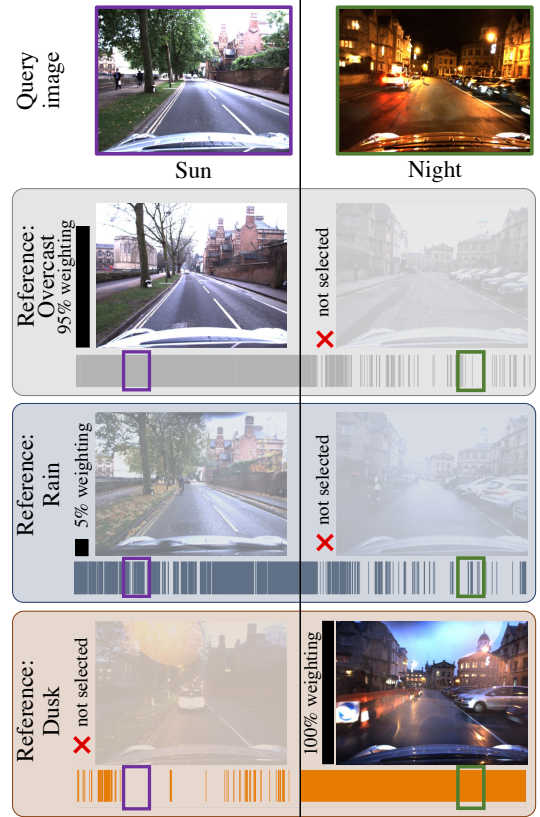 Query
image
Sun
Night
Reference:
Overcast
95% weighting
not selected
Reference:
Rain
5% weighting
not selected
Reference:
Dusk
not selected
100% weighting